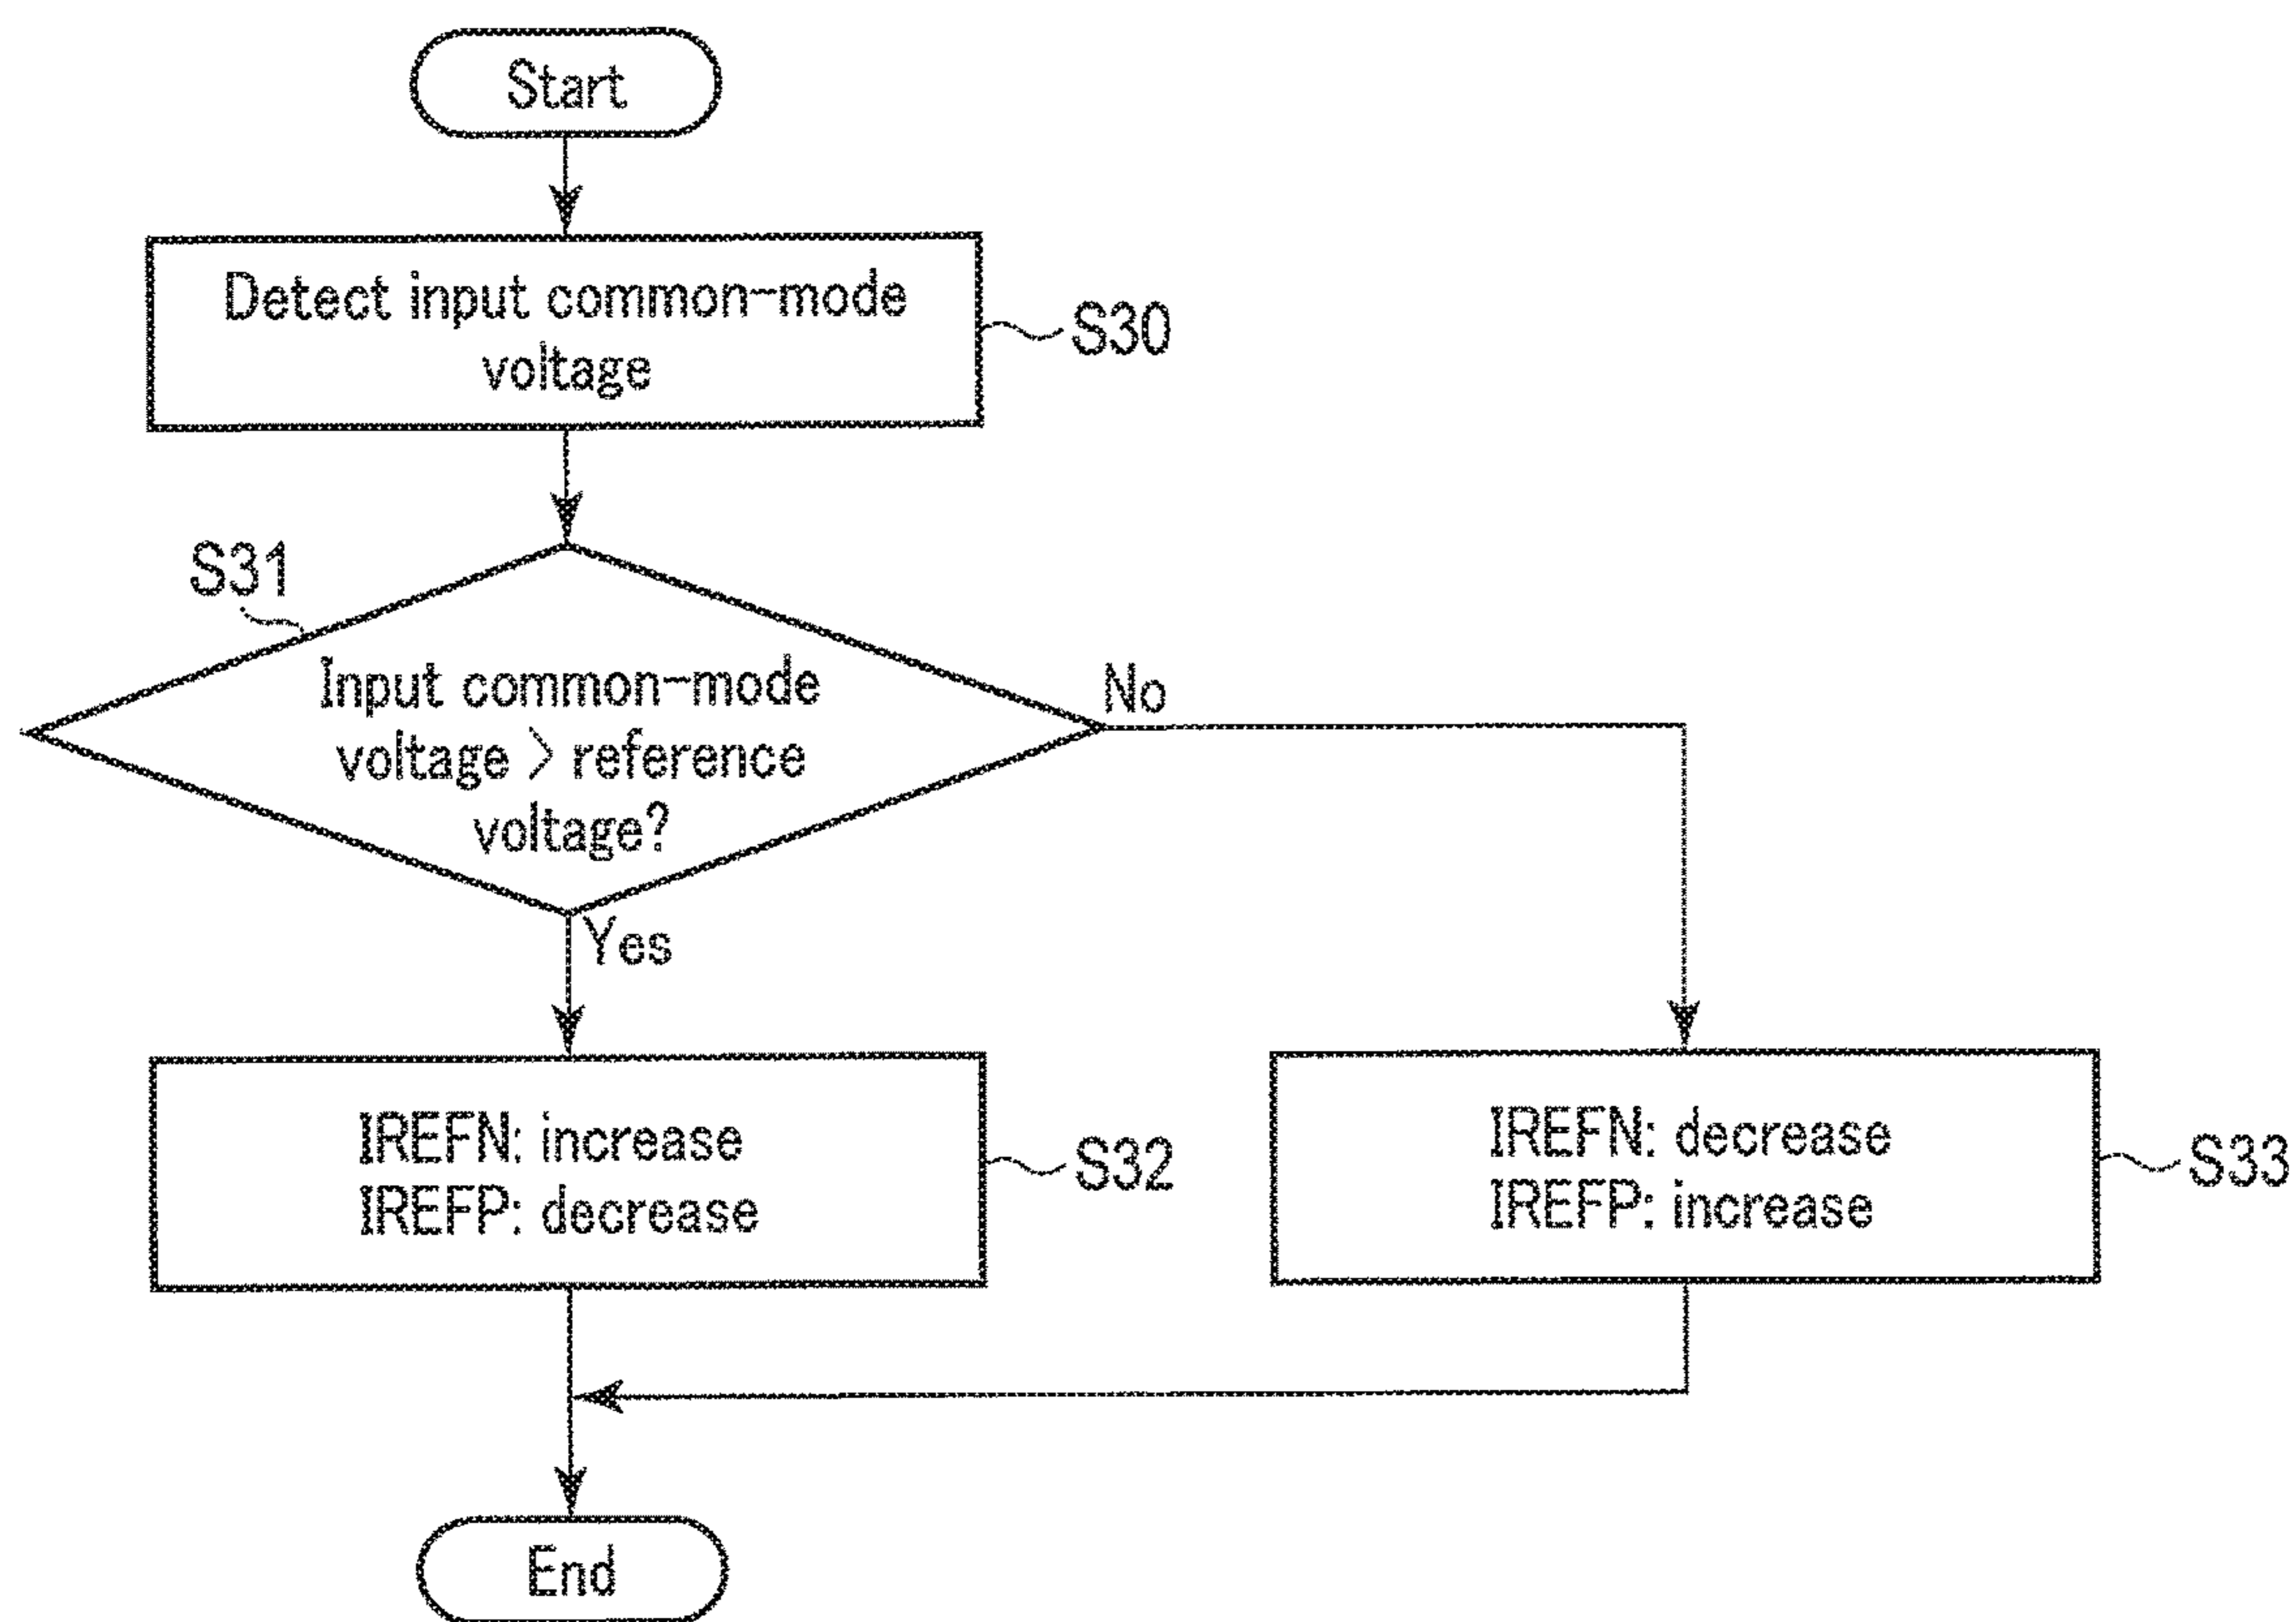 Start
Detect input common-mode
voltage
S30
S31
Input common-mode
voltage > reference
voltage?
No
Yes
IREFN: increase
IREFP: decrease
S32
IREFN: decrease
IREFP: increase
S33
End